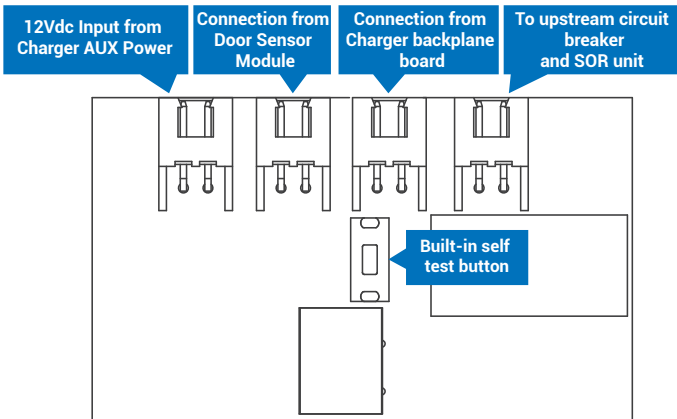 12Vdc Input from
Charger AUX Power
Connection from
Door Sensor
Module
Connection from
Charger backplane
board
To upstream circuit
breaker
and SOR unit
Built-in self
test button